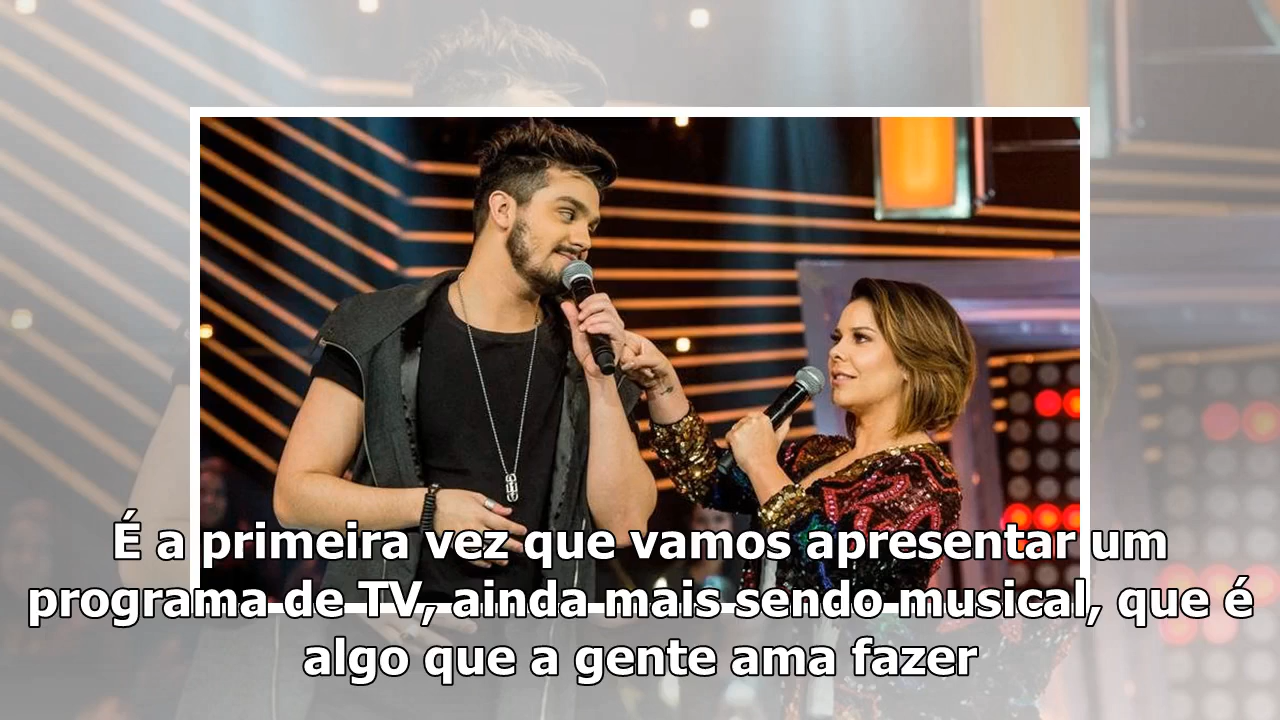 É a primeira vez que vamos apresentar um
programa de TV, ainda mais sendo musical, que é
algo que a gente ama fazer